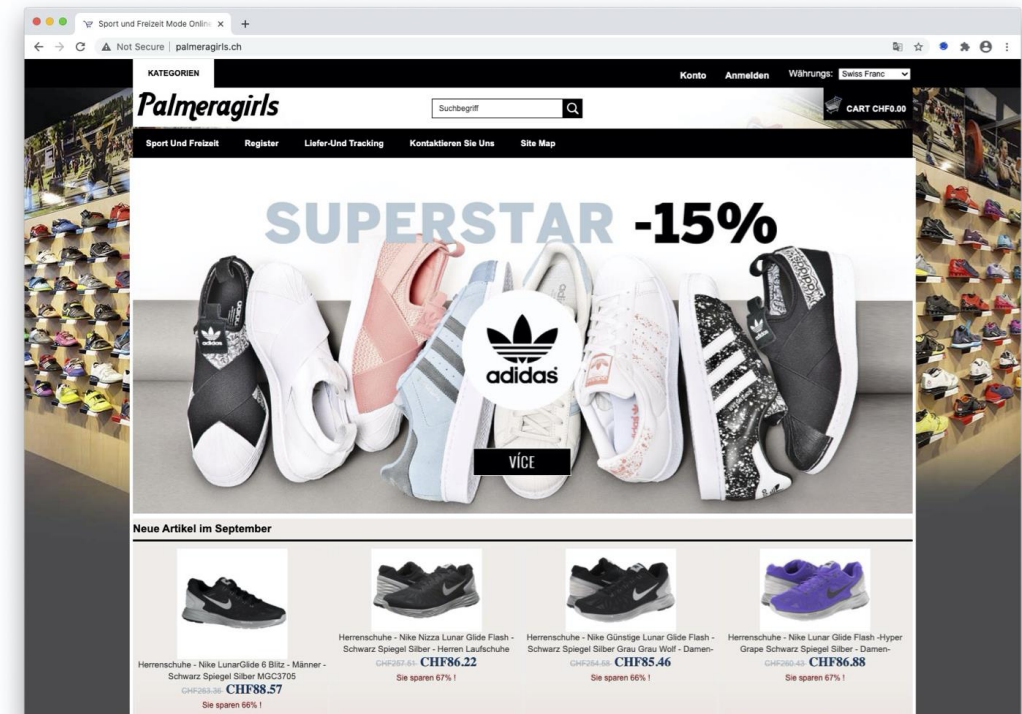 Sport und Freizeit Mode Online
Not Secure | palmeragirls.ch
KATEGORIEN
Konto Anmelden Währungs: Swiss Franc
Palmeragirls
Suchbegriff
CART CHF0.00
Sport Und Freizeit Register Liefer-Und Tracking Kontaktieren Sie Uns Site Map
SUPERSTAR -15%
adidas
adidas
VÍCE
Neue Artikel im September
Herrenschuhe - Nike LunarGlide 6 Blitz - Männer -
Schwarz Spiegel Silber MGC3705
CHF263.36 CHF88.57
Sie sparen 66% !
Herrenschuhe - Nike Nizza Lunar Glide Flash -
Schwarz Spiegel Silber - Herren Laufschuhe
CHF257.51 CHF86.22
Sie sparen 67% !
Herrenschuhe - Nike Günstige Lunar Glide Flash -
Schwarz Spiegel Silber Grau Grau Wolf - Damen-
CHF254.58 CHF85.46
Sie sparen 66% !
Herrenschuhe - Nike Lunar Glide Flash -Hyper
Grape Schwarz Spiegel Silber - Damen-
CHF260.43 CHF86.88
Sie sparen 67% !